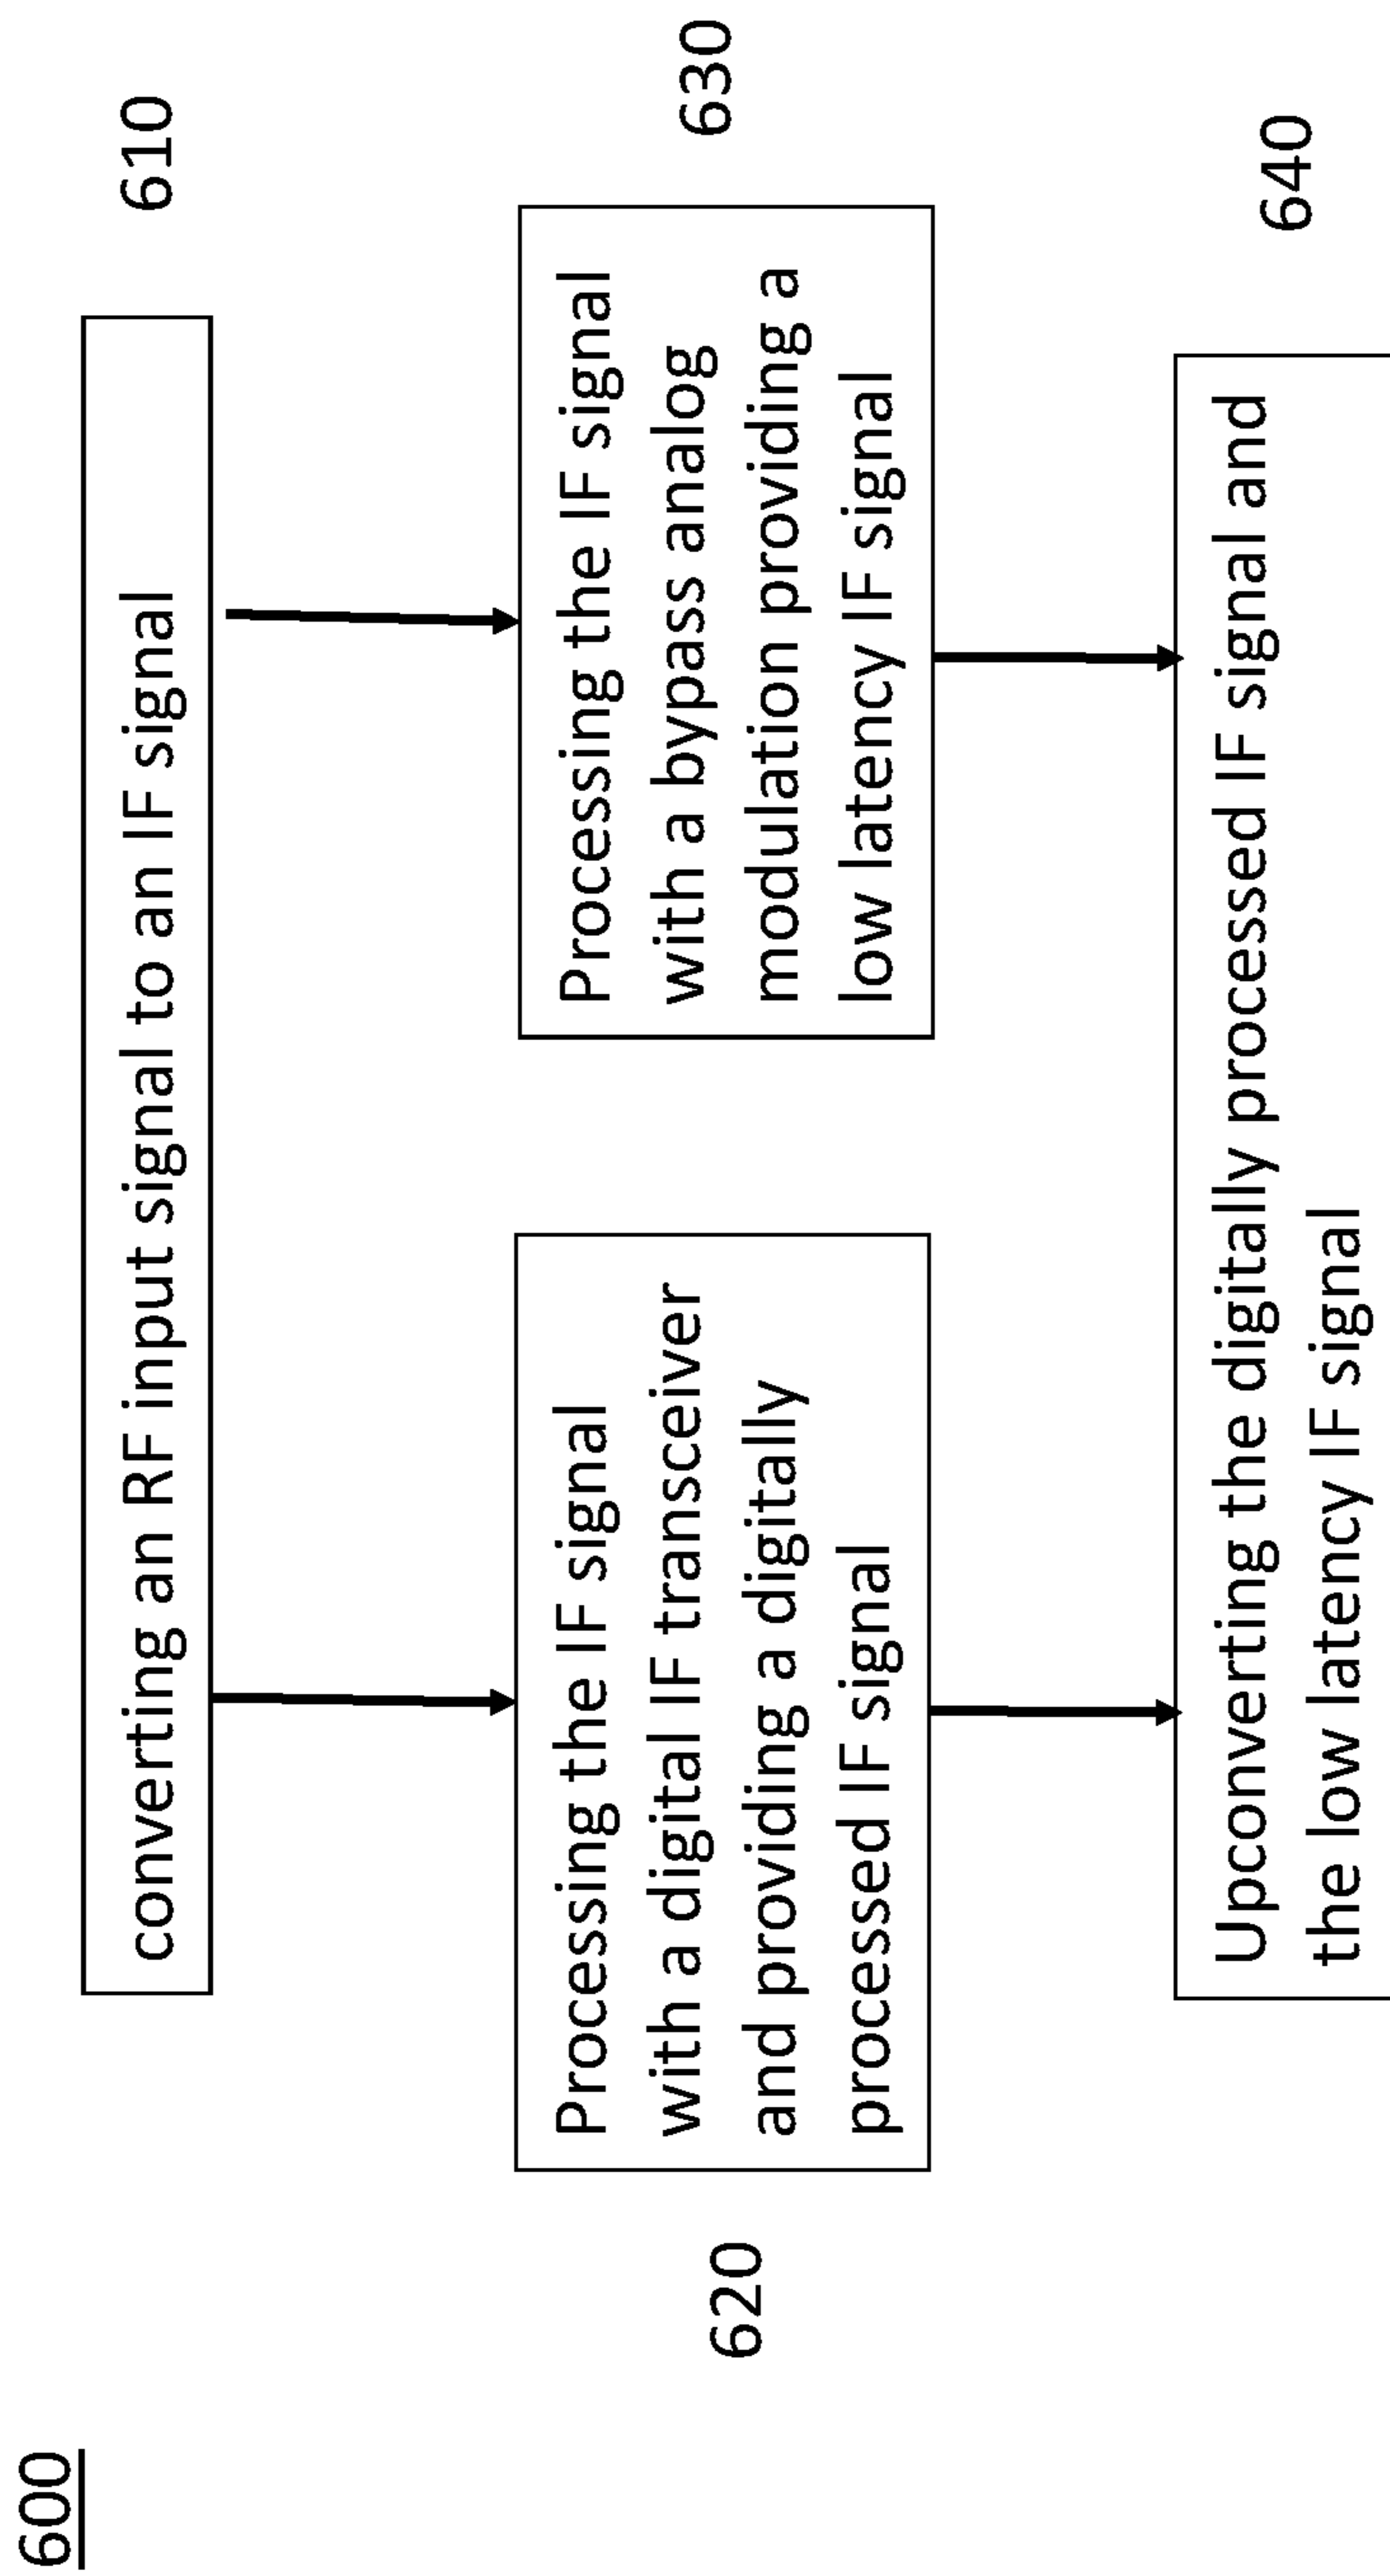 600
converting an RF input signal to an IF signal
610
Processing the IF signal
with a digital IF transceiver
and providing a digitally
processed IF signal
620
Processing the IF signal
with a bypass analog
modulation providing a
low latency IF signal
630
Upconverting the digitally processed IF signal and
the low latency IF signal
640